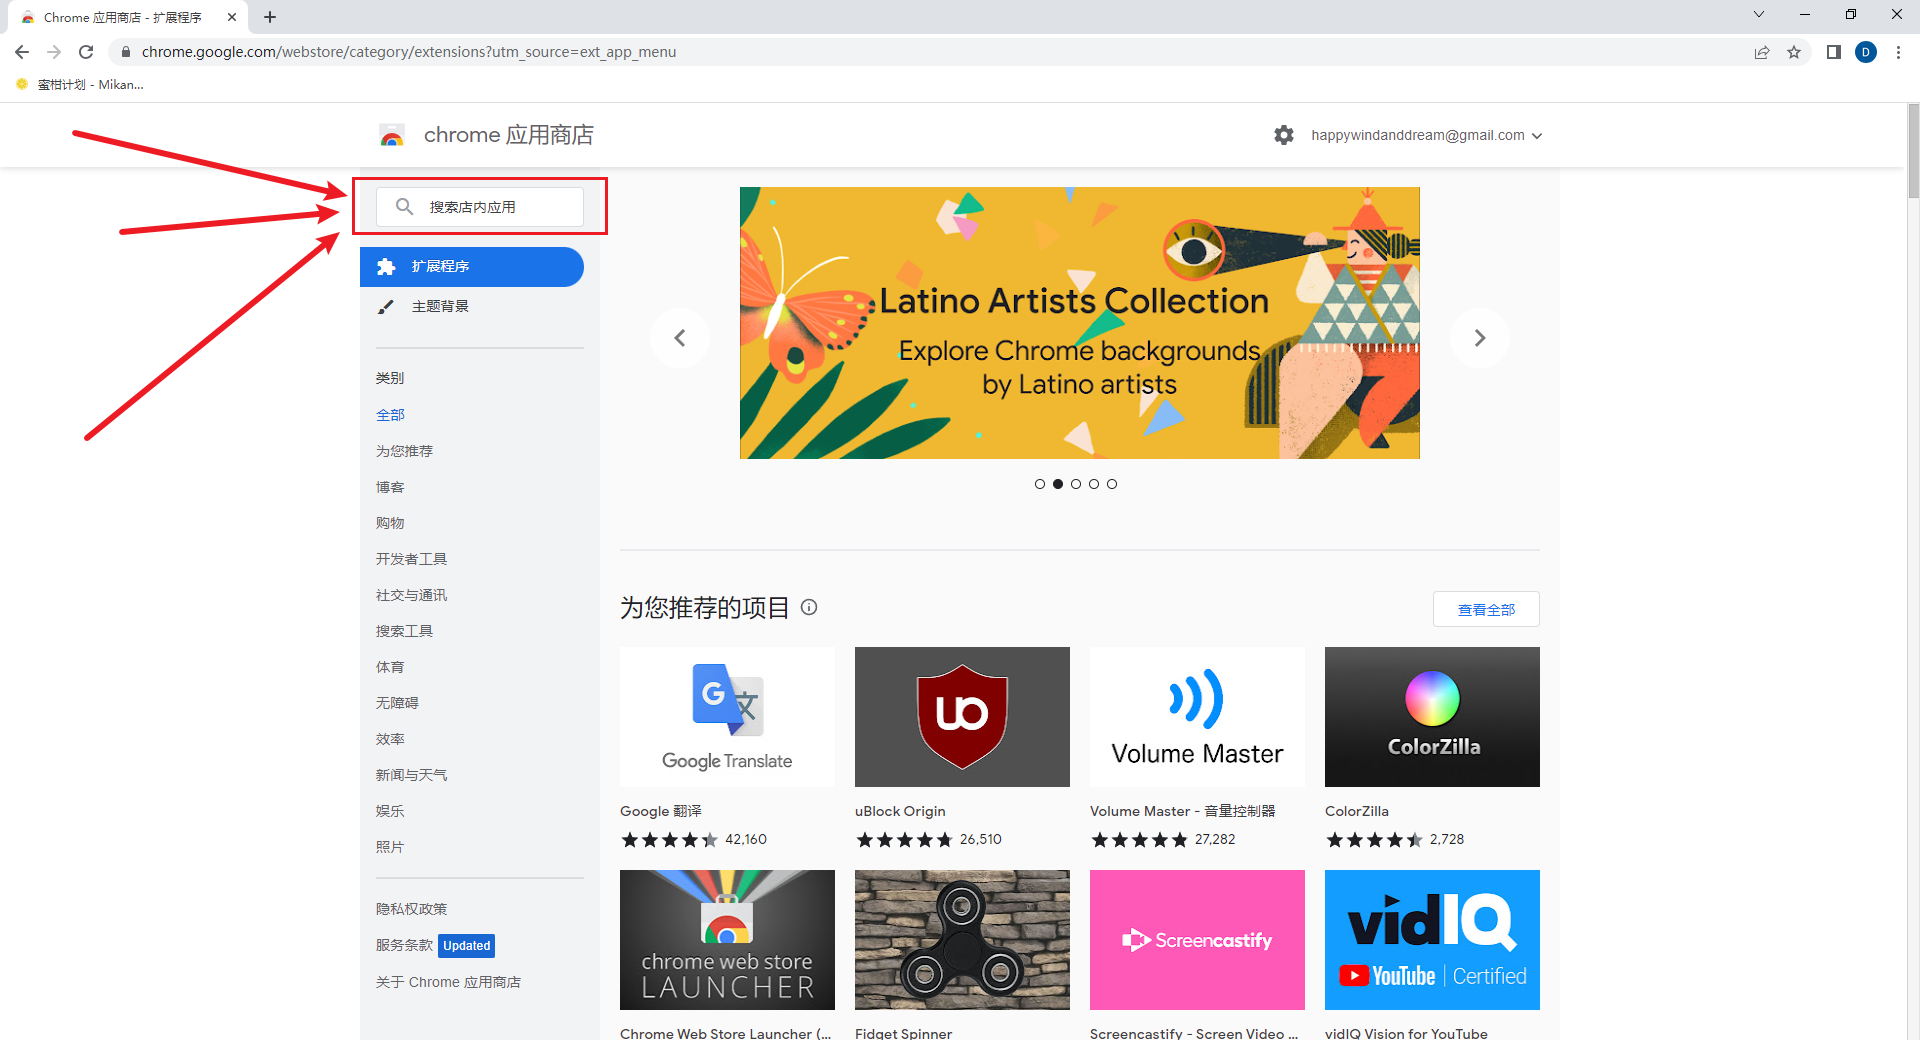 Chrome 应用商店 - 扩展程序
chrome.google.com/webstore/category/extensions?utm_source=ext_app_menu
D
蜜柑计划 - Mikan...
chrome 应用商店
happywindanddream@gmail.com
搜索店内应用
扩展程序
主题背景
类别
全部
为您推荐
博客
购物
开发者工具
社交与通讯
搜索工具
体育
无障碍
效率
新闻与天气
娱乐
照片
隐私权政策
服务条款 Updated
关于 Chrome 应用商店
Latino Artists Collection
Explore Chrome backgrounds
by Latino artists
为您推荐的项目
查看全部
G 文
Google Translate
uo
Volume Master
ColorZilla
Google 翻译
42,160
uBlock Origin
26,510
Volume Master - 音量控制器
27,282
ColorZilla
2,728
chrome web store
LAUNCHER
Screencastify
vidIQ
YouTube | Certified
Chrome Web Store Launcher (...
Fidget Spinner
Screencastify - Screen Video ...
vidIQ Vision for YouTube